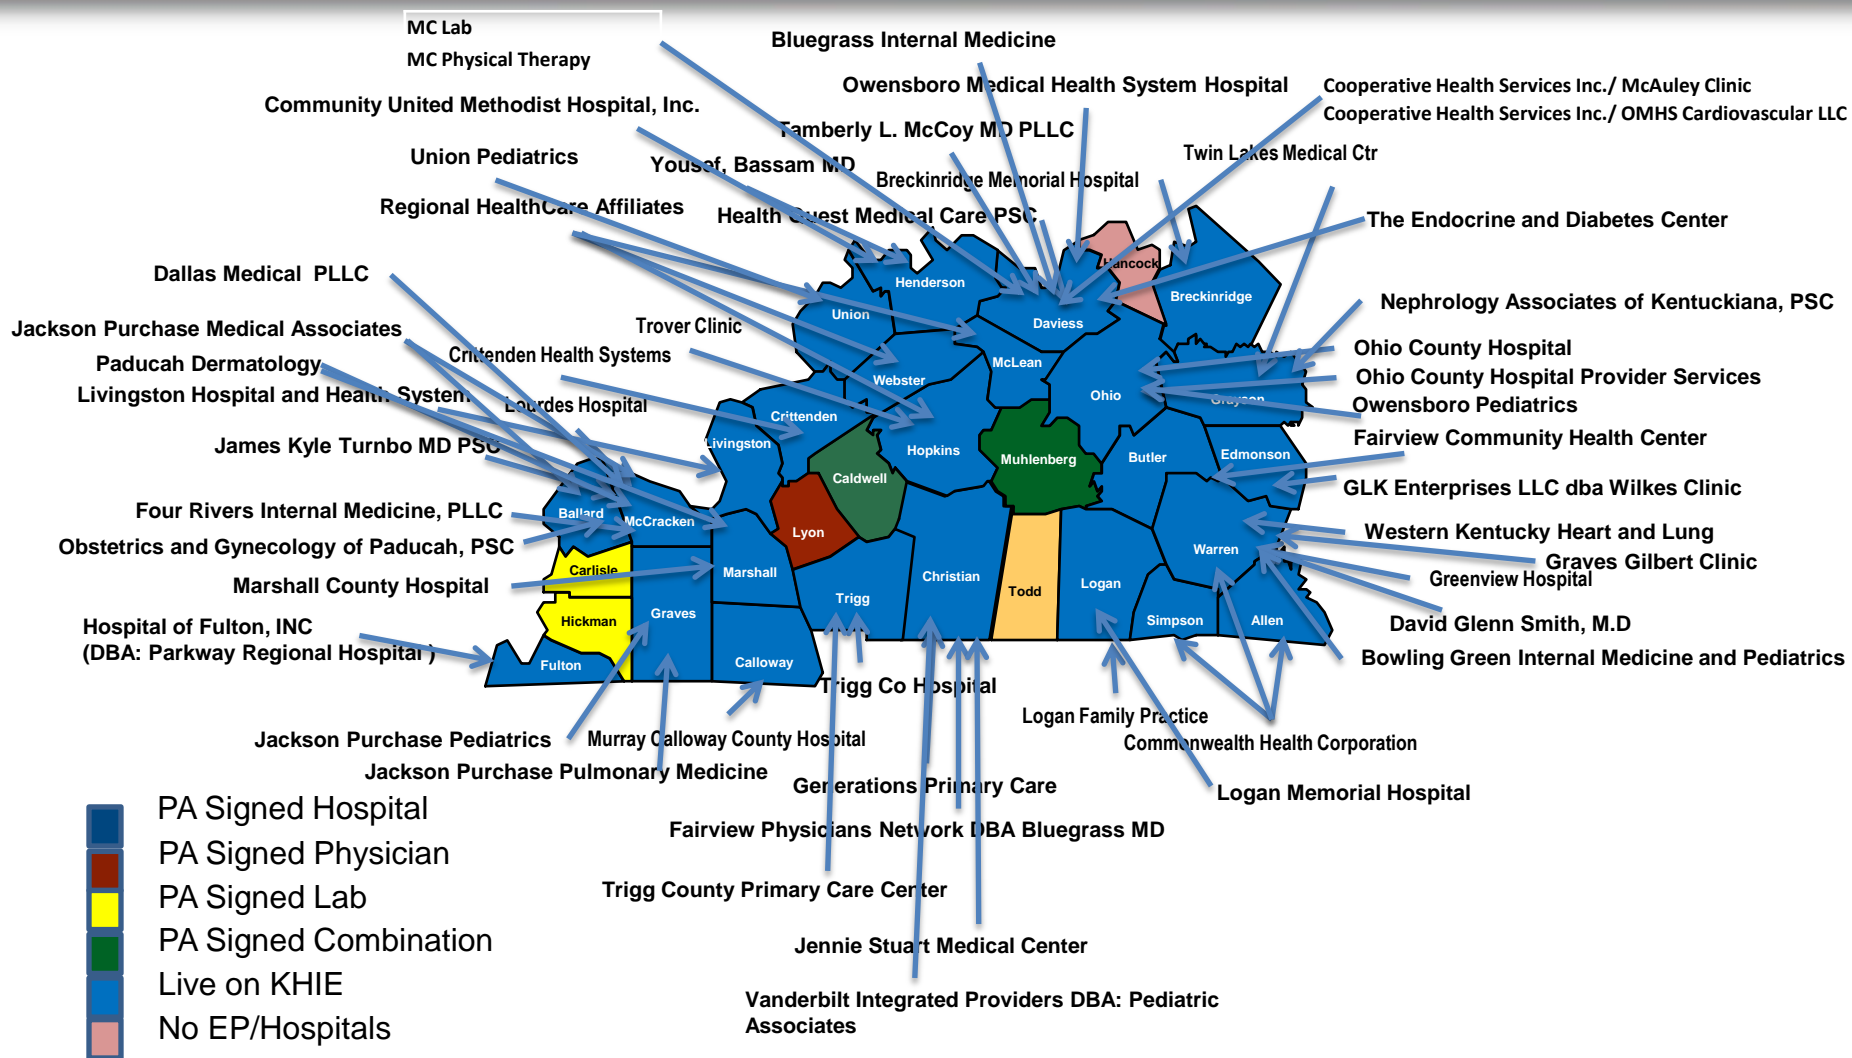 MC Lab
MC Physical Therapy
Bluegrass Internal Medicine
Owensboro Medical Health System Hospital
Cooperative Health Services Inc./ McAuley Clinic
Cooperative Health Services Inc./ OMHS Cardiovascular LLC
Community United Methodist Hospital, Inc.
Tamberly L. McCoy MD PLLC
Twin Lakes Medical Ctr
Union Pediatrics
Yousef, Bassam MD
Breckinridge Memorial Hospital
Regional HealthCare Affiliates
Health Quest Medical Care PSC
The Endocrine and Diabetes Center
Dallas Medical PLLC
Hancock
Henderson
Breckinridge
Nephrology Associates of Kentuckiana, PSC
Union
Daviess
Jackson Purchase Medical Associates
Trover Clinic
Ohio County Hospital
Paducah Dermatology
Crittenden Health Systems
McLean
Webster
Ohio County Hospital Provider Services
Livingston Hospital and Health System
Lourdes Hospital
Ohio
Grayson
Owensboro Pediatrics
Crittenden
James Kyle Turnbo MD PSC
Livingston
Hopkins
Muhlenberg
Butler
Edmonson
Fairview Community Health Center
Caldwell
GLK Enterprises LLC dba Wilkes Clinic
Four Rivers Internal Medicine, PLLC
Ballard
McCracken
Lyon
Western Kentucky Heart and Lung
Obstetrics and Gynecology of Paducah, PSC
Warren
Graves Gilbert Clinic
Carlisle
Marshall
Christian
Logan
Greenview Hospital
Marshall County Hospital
Todd
Trigg
Graves
Hickman
Simpson
Allen
David Glenn Smith, M.D
Hospital of Fulton, INC
(DBA: Parkway Regional Hospital )
Fulton
Calloway
Bowling Green Internal Medicine and Pediatrics
Trigg Co Hospital
Logan Family Practice
Jackson Purchase Pediatrics
Murray Calloway County Hospital
Commonwealth Health Corporation
Jackson Purchase Pulmonary Medicine
Generations Primary Care
Logan Memorial Hospital
PA Signed Hospital
Fairview Physicians Network DBA Bluegrass MD
PA Signed Physician
Trigg County Primary Care Center
PA Signed Lab
PA Signed Combination
Jennie Stuart Medical Center
Live on KHIE
Vanderbilt Integrated Providers DBA: Pediatric
Associates
No EP/Hospitals